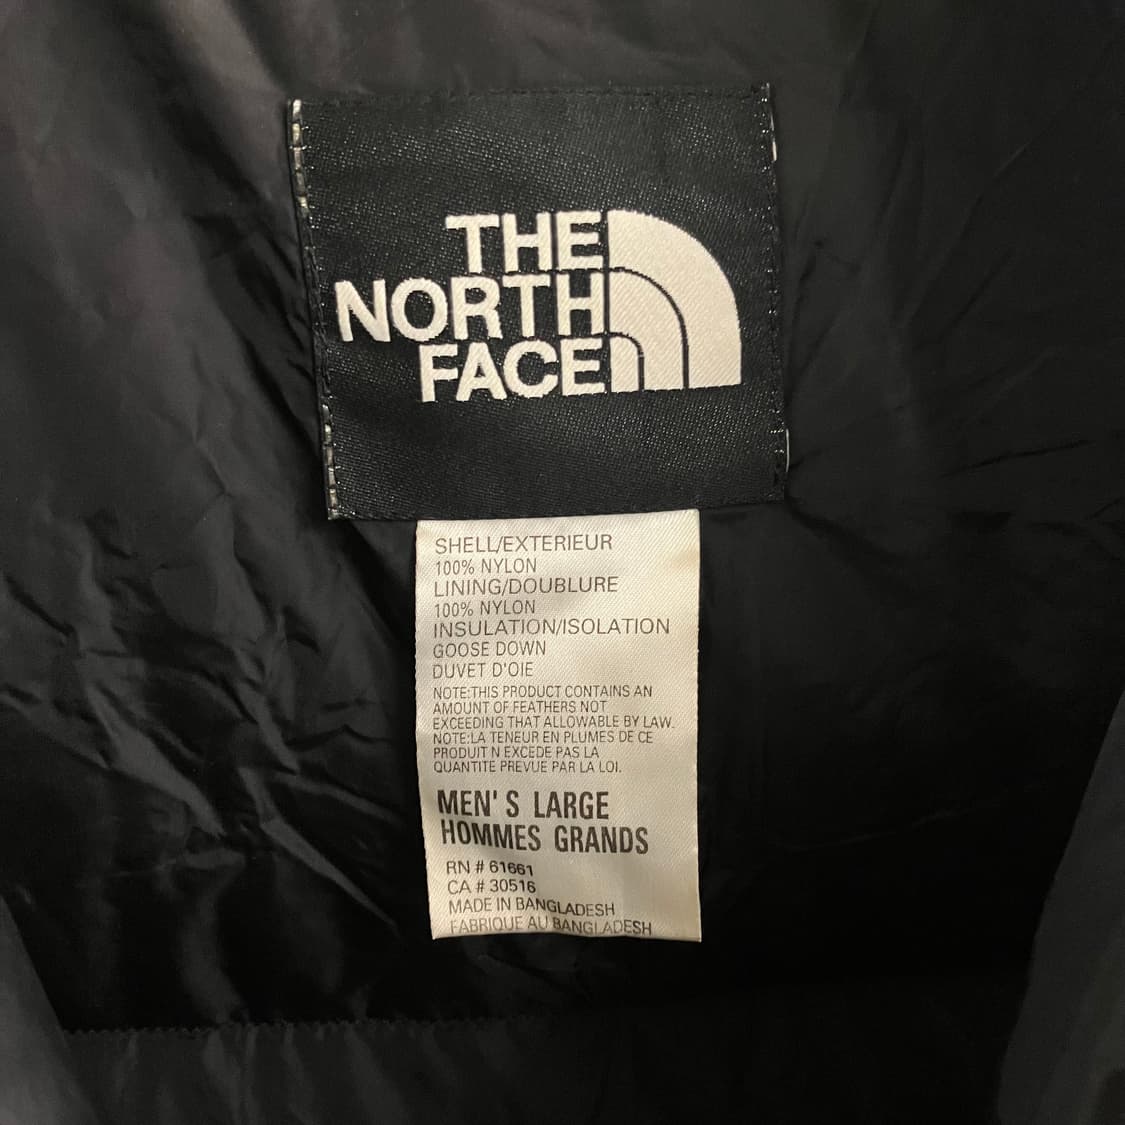 THE
NORTH
FACE
SHELL/EXTERIEUR
100% NYLON
LINING/DOUBLURE
100% NYLON
INSULATION/ISOLATION
GOOSE DOWN
DUVET D'OIE
NOTE:THIS PRODUCT CONTAINS AN
AMOUNT OF FEATHERS NOT
EXCEEDING THAT ALLOWABLE BY LAW.
NOTE:LA TENEUR EN PLUMES DE CE
PRODUIT N EXCEDE PAS LA
QUANTITE PREVUE PAR LA LOI.
MEN' S LARGE
HOMMES GRANDS
RN # 61661
CA # 30516
MADE IN BANGLADESH
FABRIQUE AU BANGLADESH